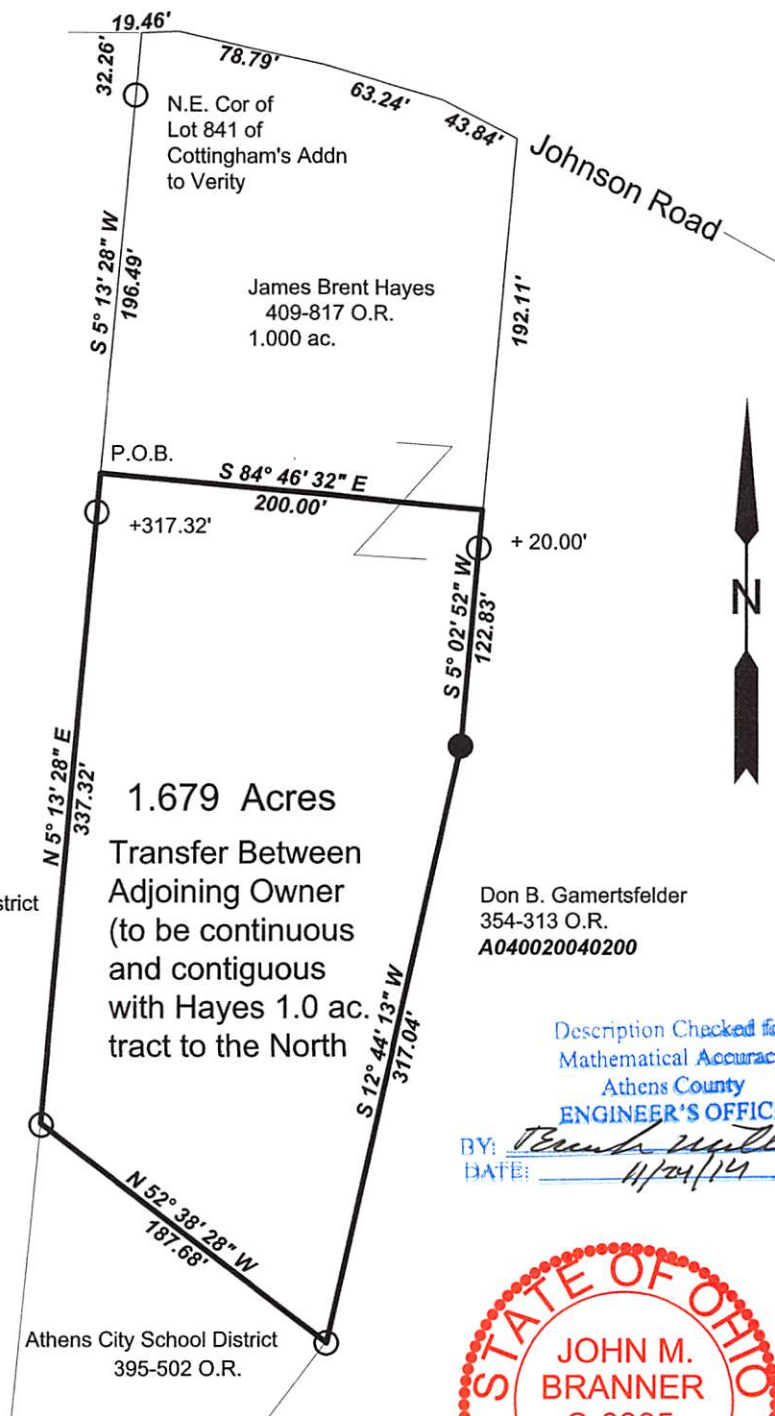 19.46'
32.26'
78.79'
63.24'
43.84'
N.E. Cor of
Lot 841 of
Cottingham's Addn
to Verity
Johnson Road
S 5° 13' 28" W
196.49'
James Brent Hayes
409-817 O.R.
1.000 ac.
192.11'
P.O.B.
S 84° 46' 32" E
200.00'
+317.32'
+ 20.00'
S 5° 02' 52" W
122.83'
N
N 5° 13' 28" E
337.32'
1.679 Acres
Transfer Between
Adjoining Owner
(to be continuous
and contiguous
with Hayes 1.0 ac.
tract to the North
strict
Don B. Gamertsfelder
354-313 O.R.
A040020040200
S 12° 44' 13" W
317.04'
Description Checked fo
Mathematical Accurac
Athens County
ENGINEER'S OFFIC
BY:
DATE:
N 52° 38' 28" W
187.68'
Athens City School District
395-502 O.R.
STATE OF OHIO
JOHN M.
BRANNER